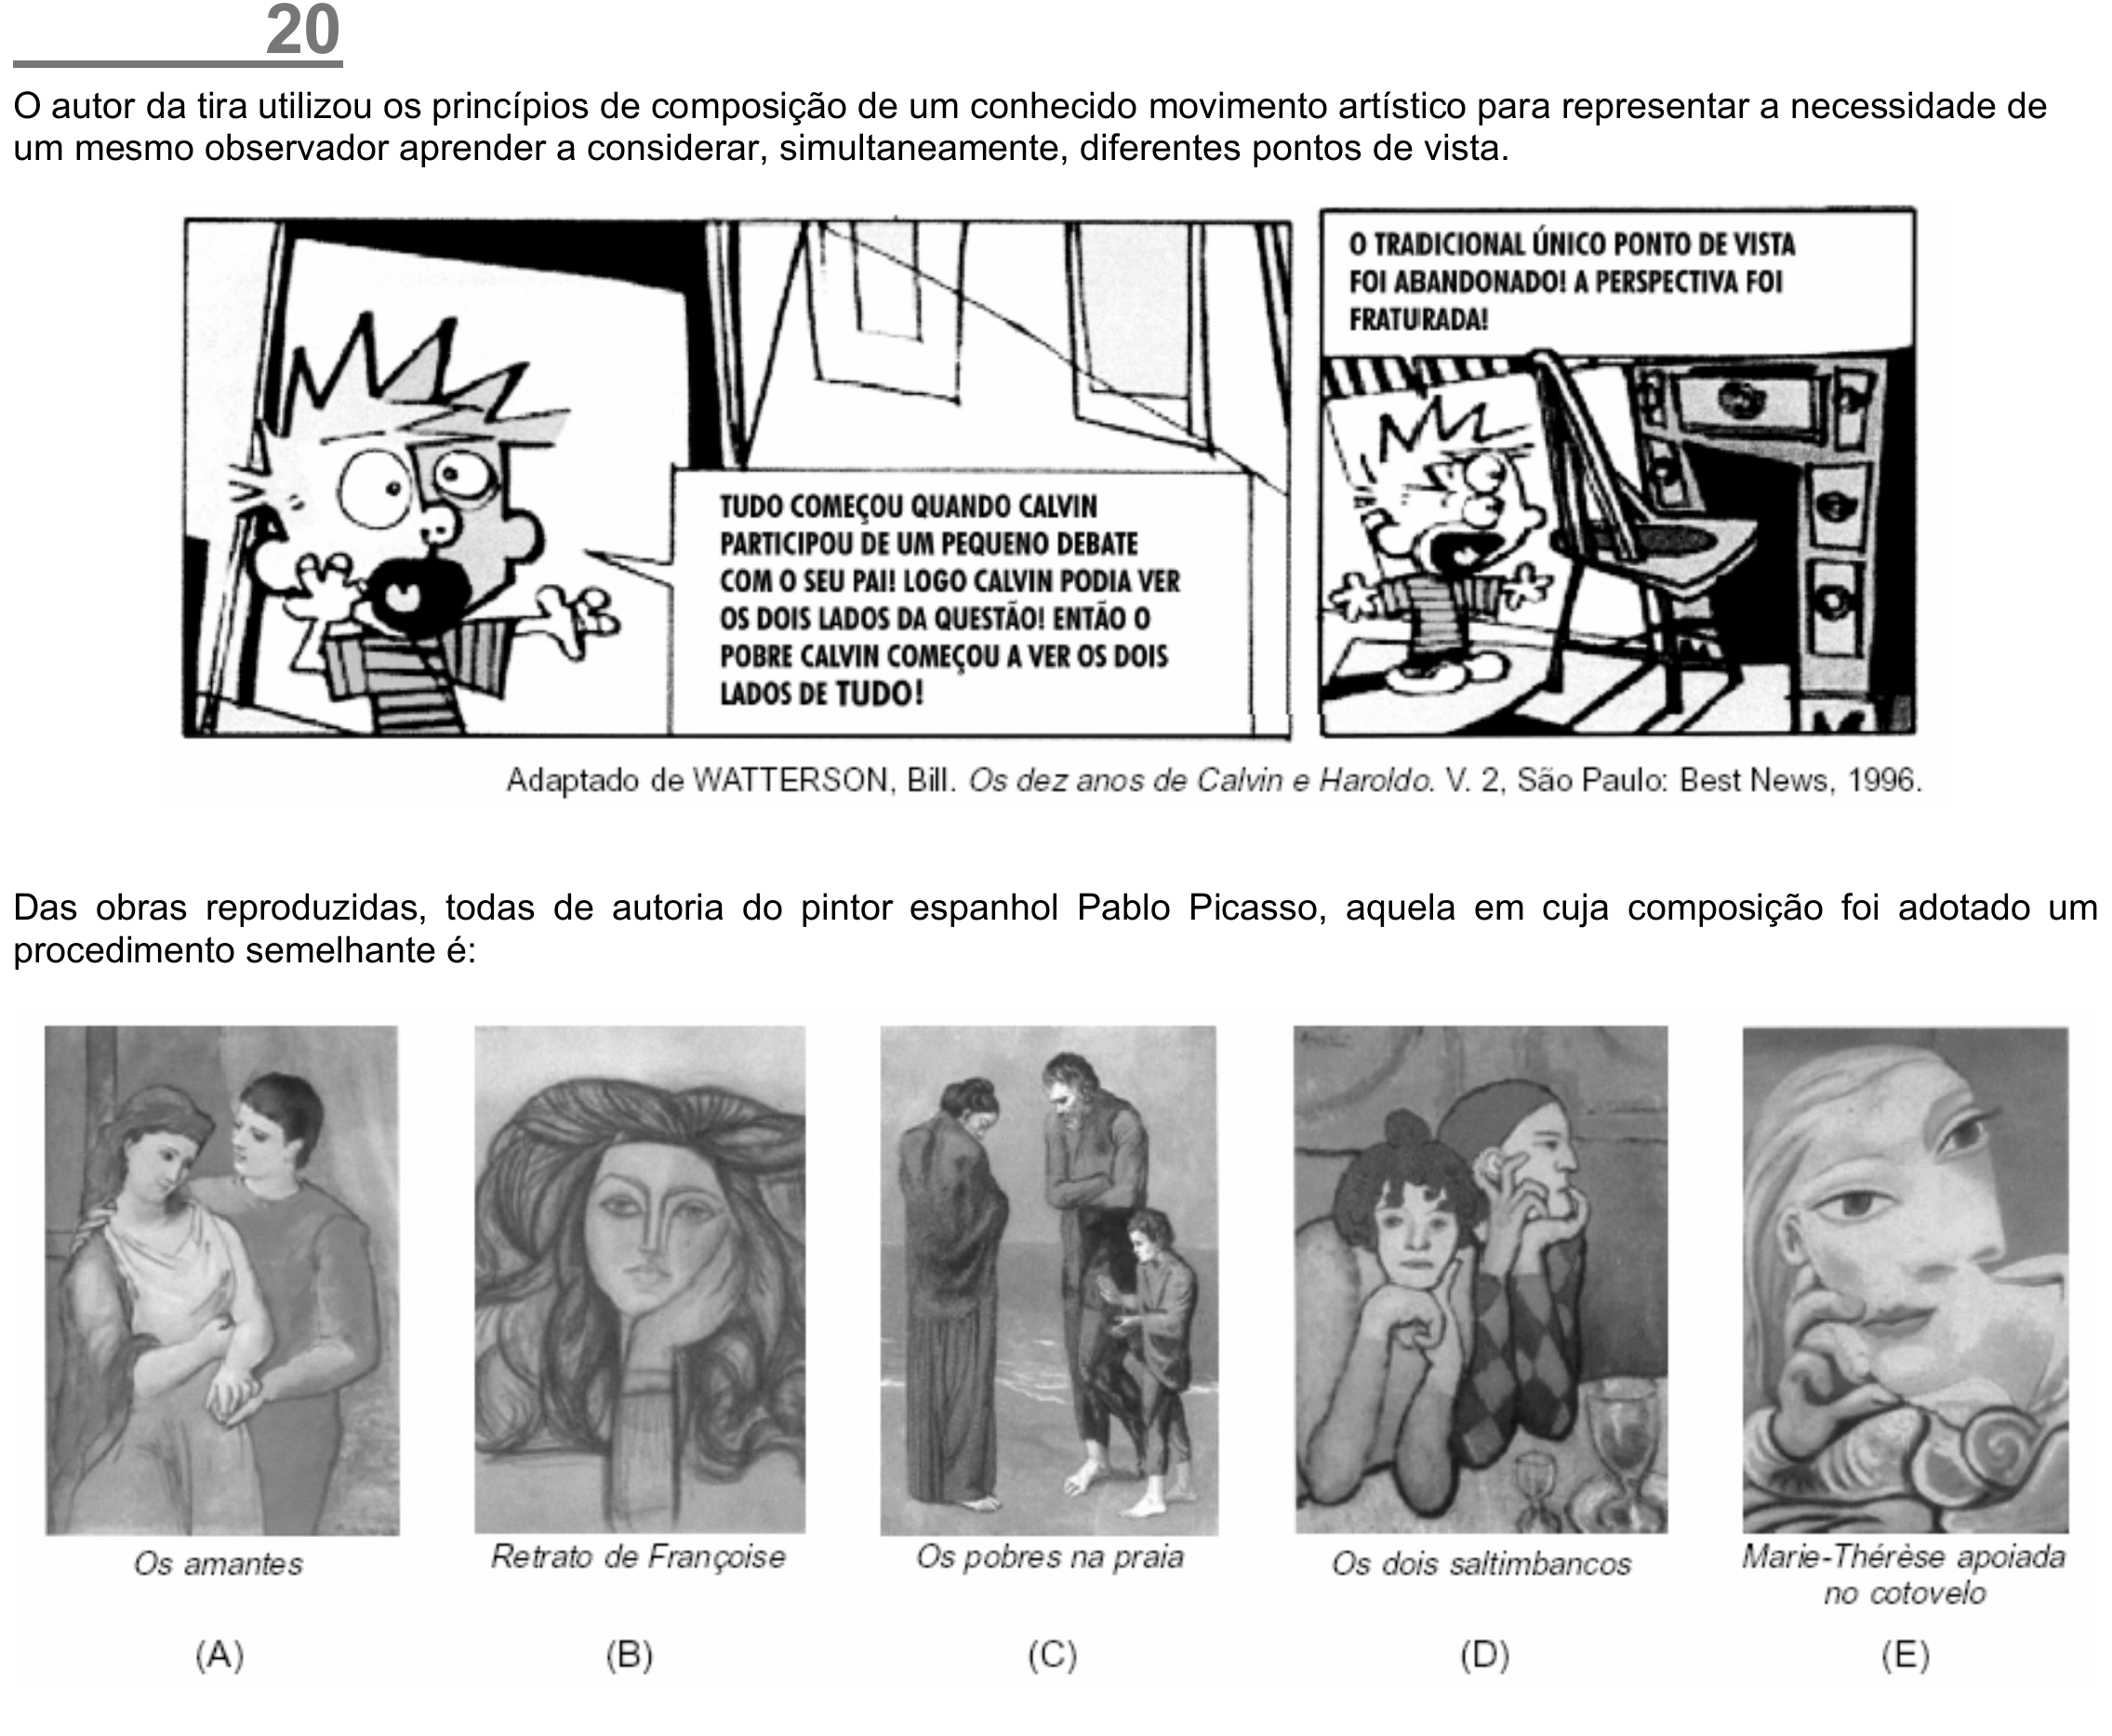 20
O autor da tira utilizou os princípios de composição de um conhecido movimento artístico para representar a necessidade de
um mesmo observador aprender a considerar, simultaneamente, diferentes pontos de vista.
TUDO COMEÇOU QUANDO CALVIN
PARTICIPOU DE UM PEQUENO DEBATE
COM O SEU PAI! LOGO CALVIN PODIA VER
OS DOIS LADOS DA QUESTÃO! ENTÃO O
POBRE CALVIN COMEÇOU A VER OS DOIS
LADOS DE TUDO!
O TRADICIONAL ÚNICO PONTO DE VISTA
FOI ABANDONADO! A PERSPECTIVA FOI
FRATURADA!
Adaptado de WATTERSON, Bill. Os dez anos de Calvin e Haroldo. V. 2, São Paulo: Best News, 1996.
Das obras reproduzidas, todas de autoria do pintor espanhol Pablo Picasso, aquela em cuja composição foi adotado um
procedimento semelhante é:
Os amantes
(A)
Retrato de Françoise
(B)
Os pobres na praia
(C)
Os dois saltimbancos
(D)
Marie-Thérèse apoiada
no cotovelo
(E)